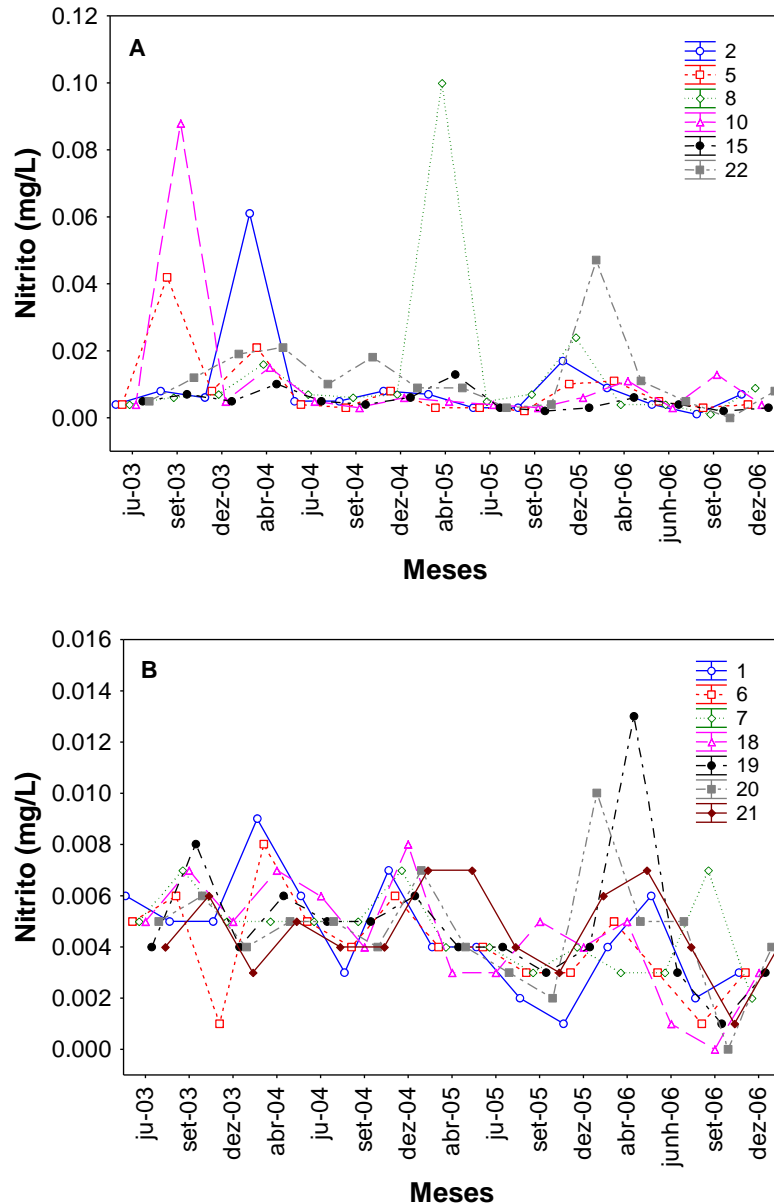 A
Nitrito (mg/L)
0.12
0.10
0.08
0.06
0.04
0.02
0.00
2
5
8
10
15
22
ju-03
set-03
dez-03
abr-04
ju-04
set-04
dez-04
abr-05
ju-05
set-05
dez-05
abr-06
junh-06
set-06
dez-06
Meses
B
Nitrito (mg/L)
0.016
0.014
0.012
0.010
0.008
0.006
0.004
0.002
0.000
1
6
7
18
19
20
21
ju-03
set-03
dez-03
abr-04
ju-04
set-04
dez-04
abr-05
ju-05
set-05
dez-05
abr-06
junh-06
set-06
dez-06
Meses